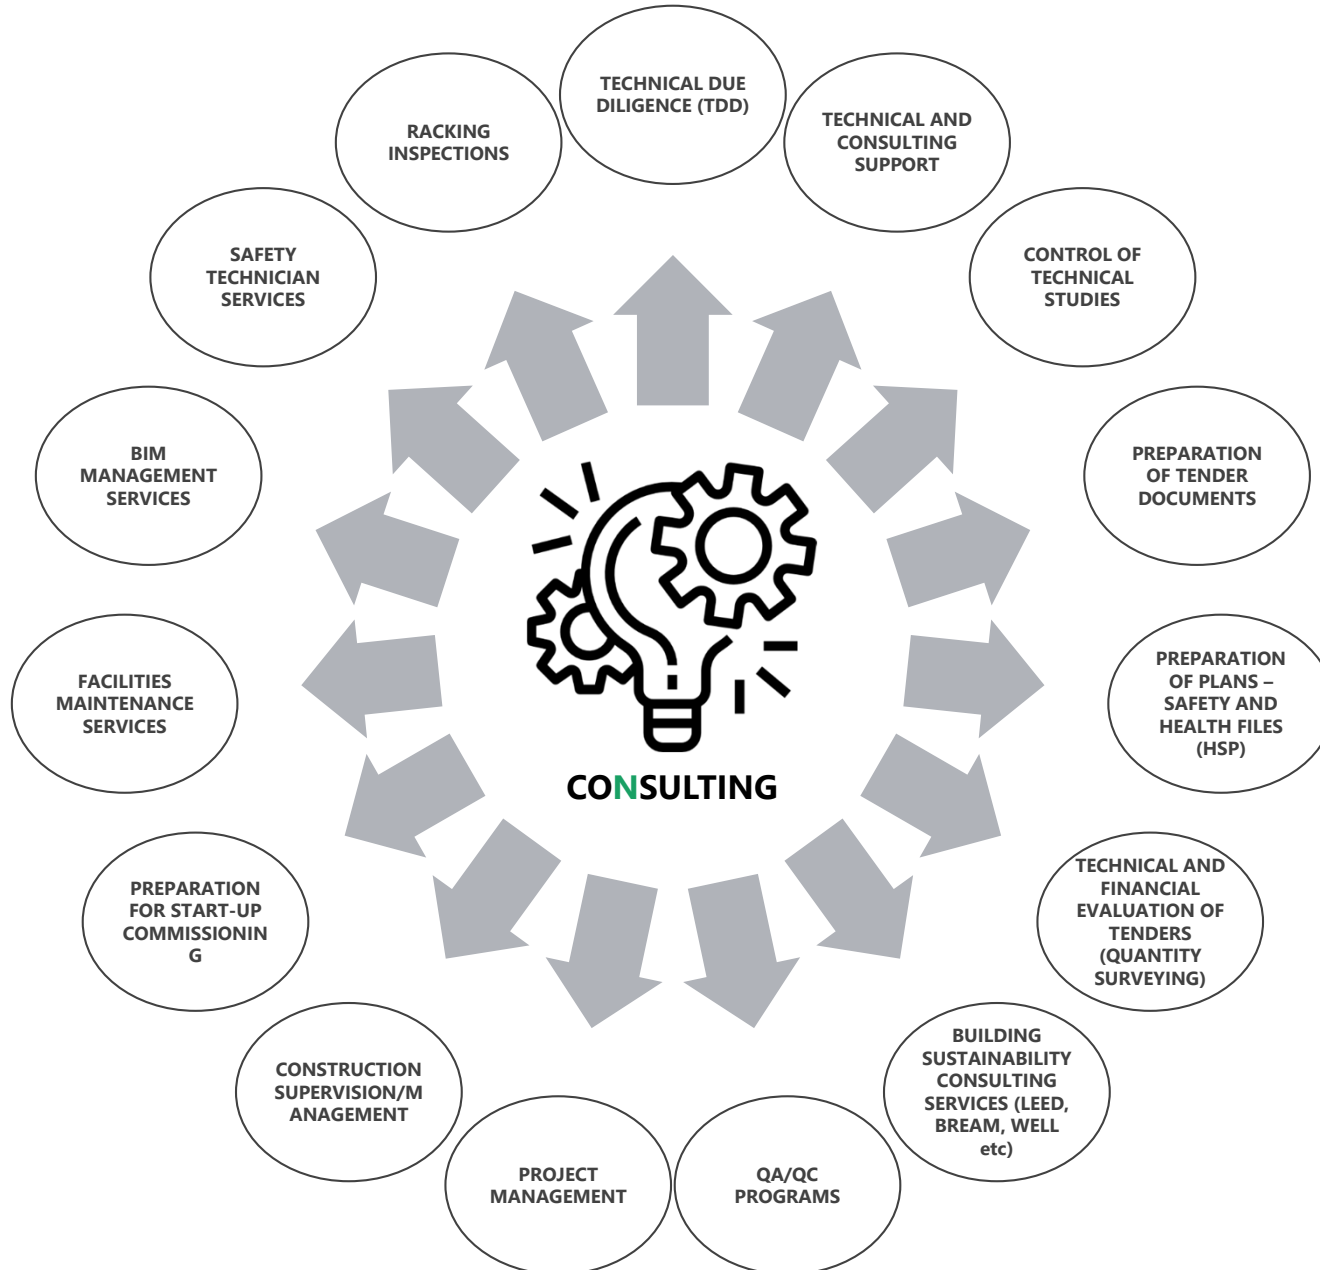 TECHNICAL DUE
DILIGENCE (TDD)
TECHNICAL AND
CONSULTING
SUPPORT
CONTROL OF
TECHNICAL
STUDIES
PREPARATION
OF TENDER
DOCUMENTS
PREPARATION
OF PLANS –
SAFETY AND
HEALTH FILES
(HSP)
TECHNICAL AND
FINANCIAL
EVALUATION OF
TENDERS
(QUANTITY
SURVEYING)
BUILDING
SUSTAINABILITY
CONSULTING
SERVICES (LEED,
BREAM, WELL
etc)
QA/QC
PROGRAMS
PROJECT
MANAGEMENT
CONSTRUCTION
SUPERVISION/M
ANAGEMENT
PREPARATION
FOR START-UP
COMMISSIONIN
G
FACILITIES
MAINTENANCE
SERVICES
BIM
MANAGEMENT
SERVICES
SAFETY
TECHNICIAN
SERVICES
RACKING
INSPECTIONS
CONSULTING